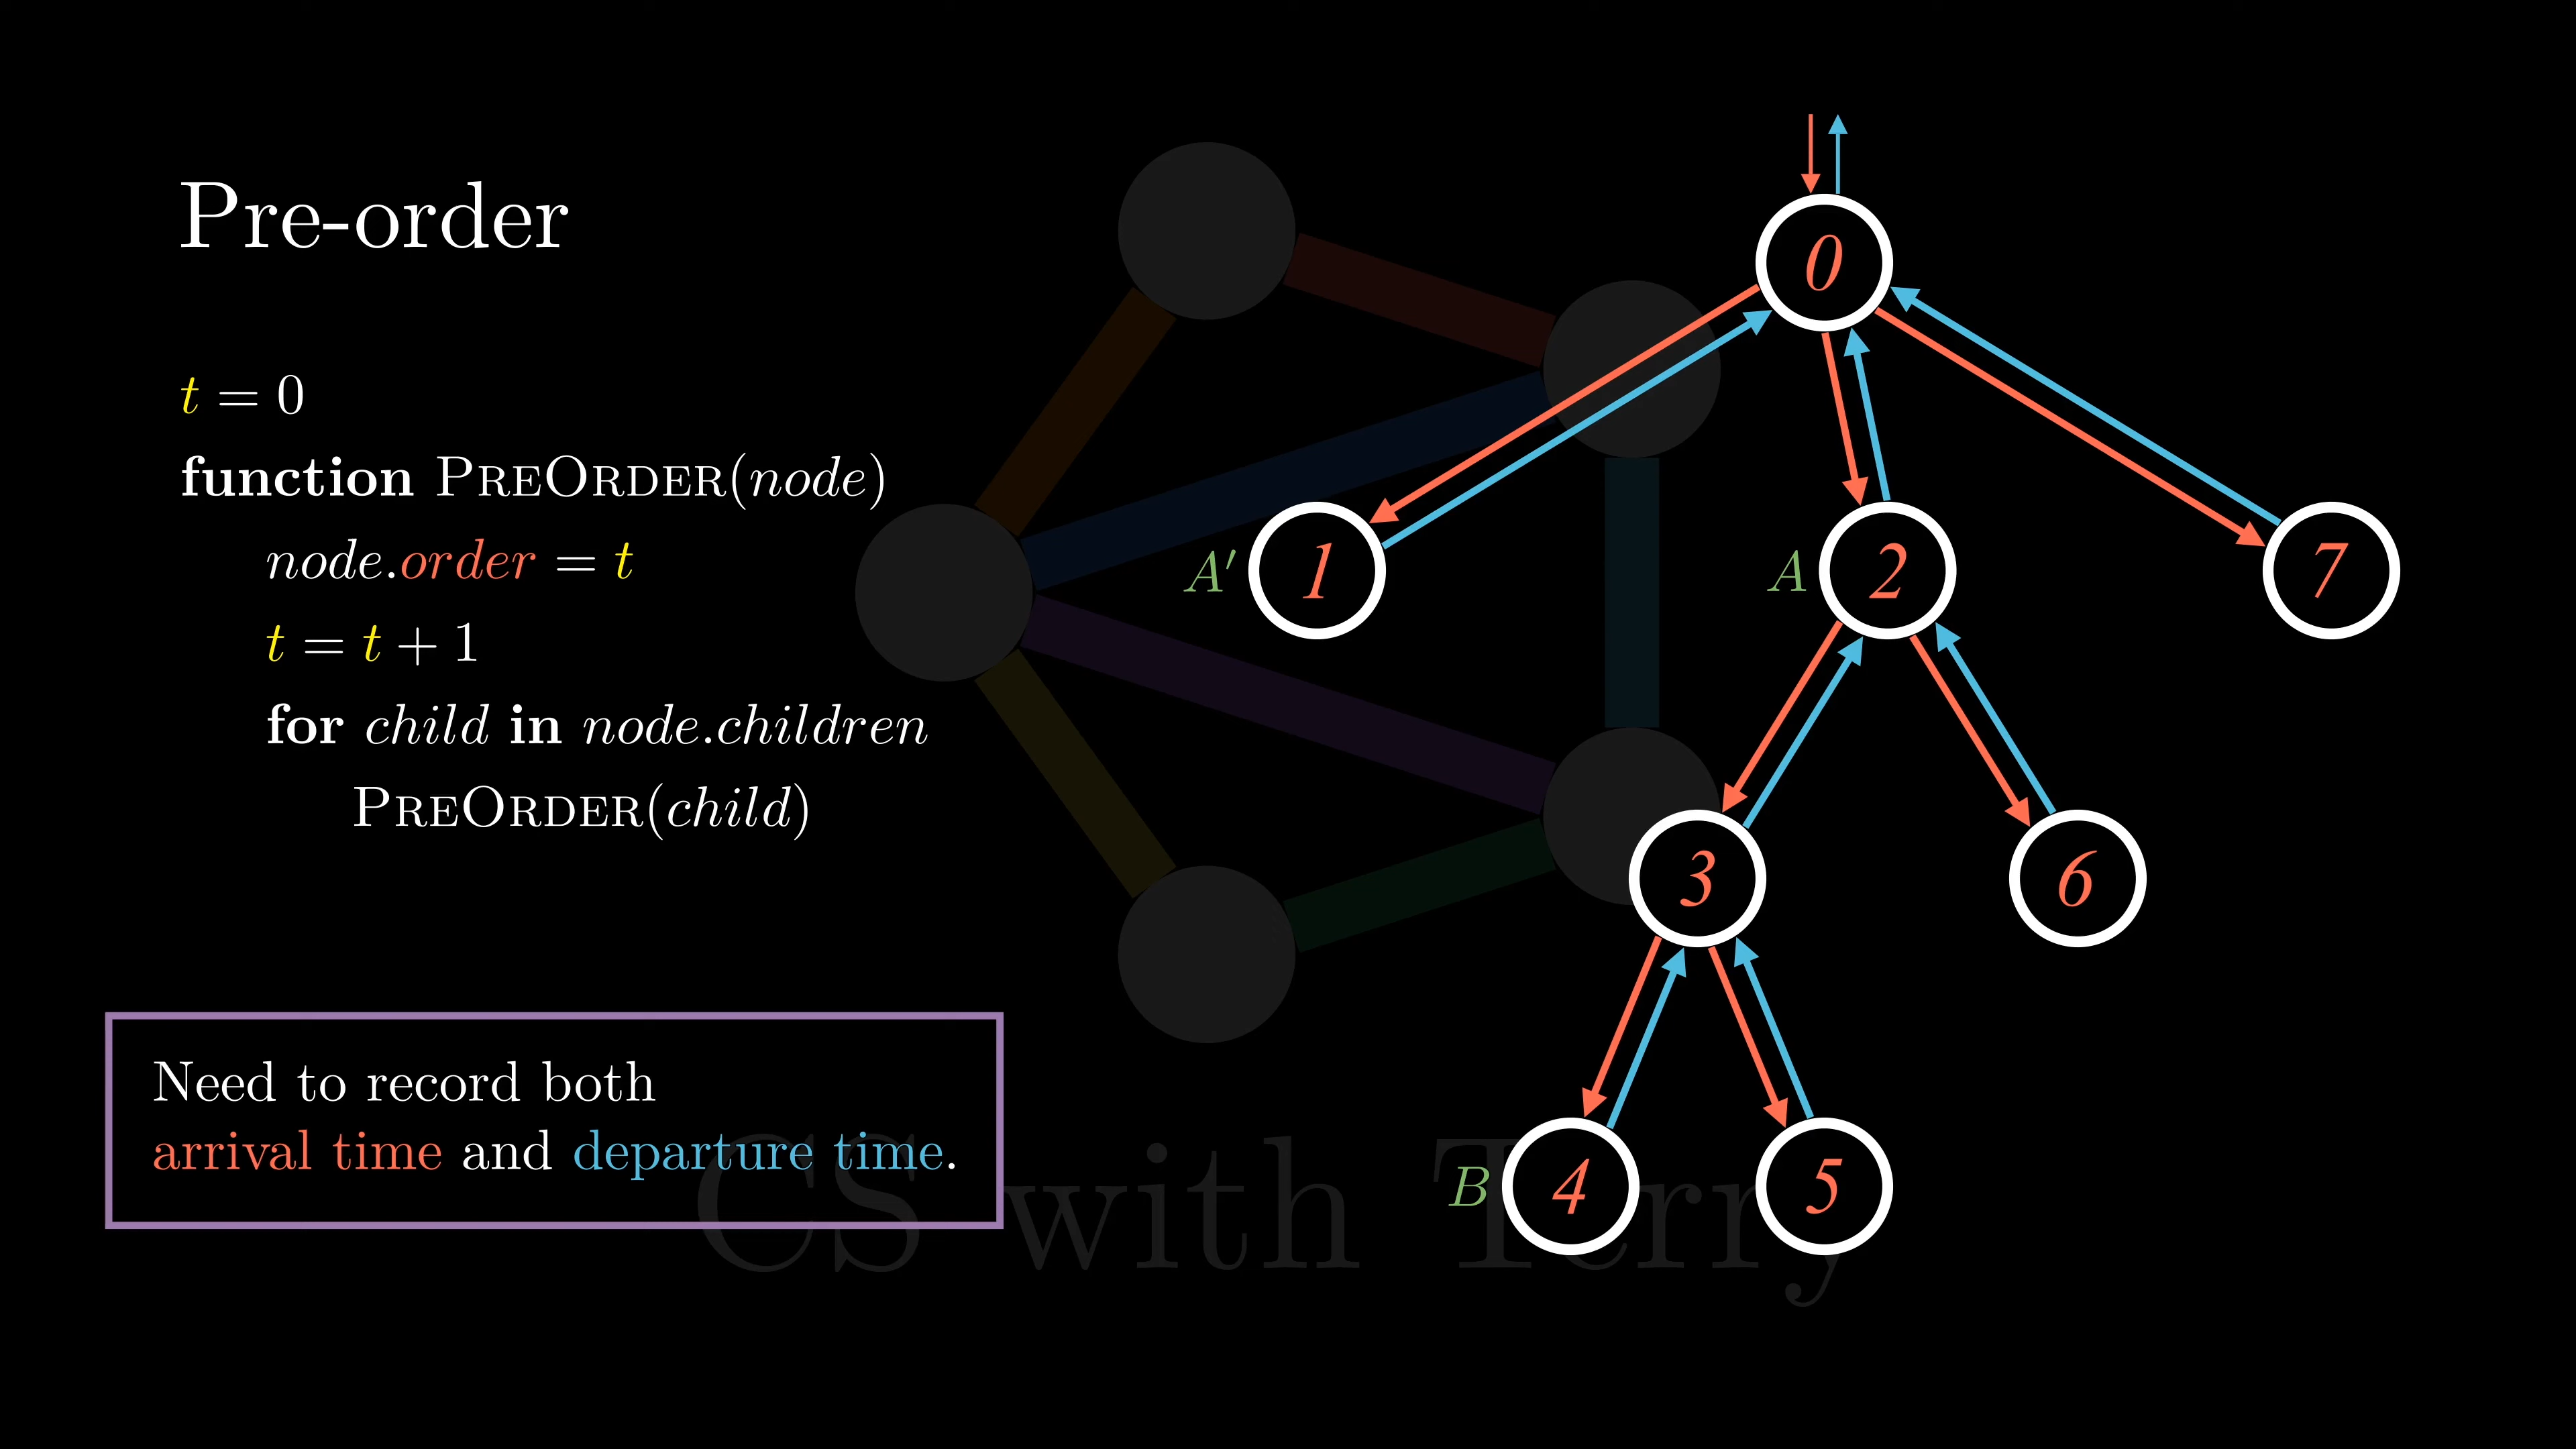 Pre-order
t = 0
function PREORDER(node)
node.order = t
t = t + 1
for child in node.children
PREORDER(child)
Need to record both
arrival time and departure time.
0
A′ 1
A 2
7
3
6
B 4
5
CS with Terry